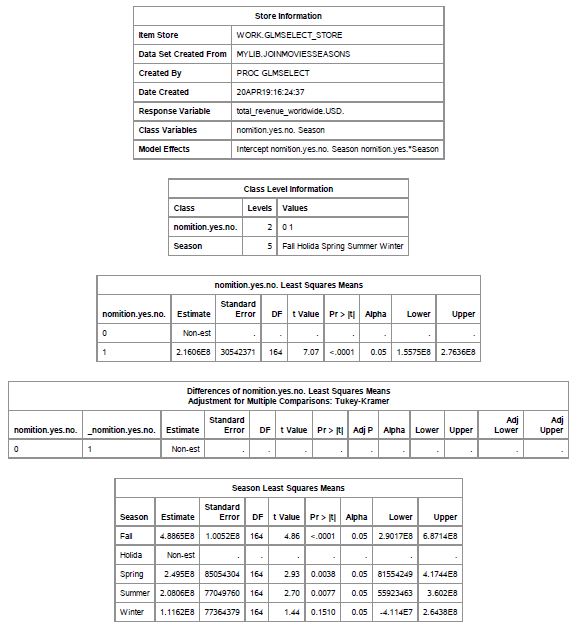 Store Information
Item Store WORK.GLMSELECT_STORE
Data Set Created From MYLIB.JOINMOVIESSEASONS
Created By PROC GLMSELECT
Date Created 20APR19:16:24:37
Response Variable total_revenue_worldwide.USD.
Class Variables nomition.yes.no. Season
Model Effects Intercept nomition.yes.no. Season nomition.yes.*Season
Class Level Information
Class Levels Values
nomition.yes.no. 2 0 1
Season 5 Fall Holida Spring Summer Winter
nomition.yes.no. Least Squares Means
nomition.yes.no. Estimate Standard Error DF t Value Pr > |t| Alpha Lower Upper
0 Non-est . . . . . . .
1 2.1606E8 30542371 164 7.07 <.0001 0.05 1.5575E8 2.7636E8
Differences of nomition.yes.no. Least Squares Means
Adjustment for Multiple Comparisons: Tukey-Kramer
nomition.yes.no. _nomition.yes.no. Estimate Standard Error DF t Value Pr > |t| Adj P Alpha Lower Upper Adj Lower Adj Upper
0 1 Non-est . . . . . . . . . .
Season Least Squares Means
Season Estimate Standard Error DF t Value Pr > |t| Alpha Lower Upper
Fall 4.8865E8 1.0052E8 164 4.86 <.0001 0.05 2.9017E8 6.8714E8
Holida Non-est . . . . . . .
Spring 2.495E8 85054304 164 2.93 0.0038 0.05 81554249 4.1744E8
Summer 2.0806E8 77049760 164 2.70 0.0077 0.05 55923463 3.602E8
Winter 1.1162E8 77364379 164 1.44 0.1510 0.05 -4.114E7 2.6438E8